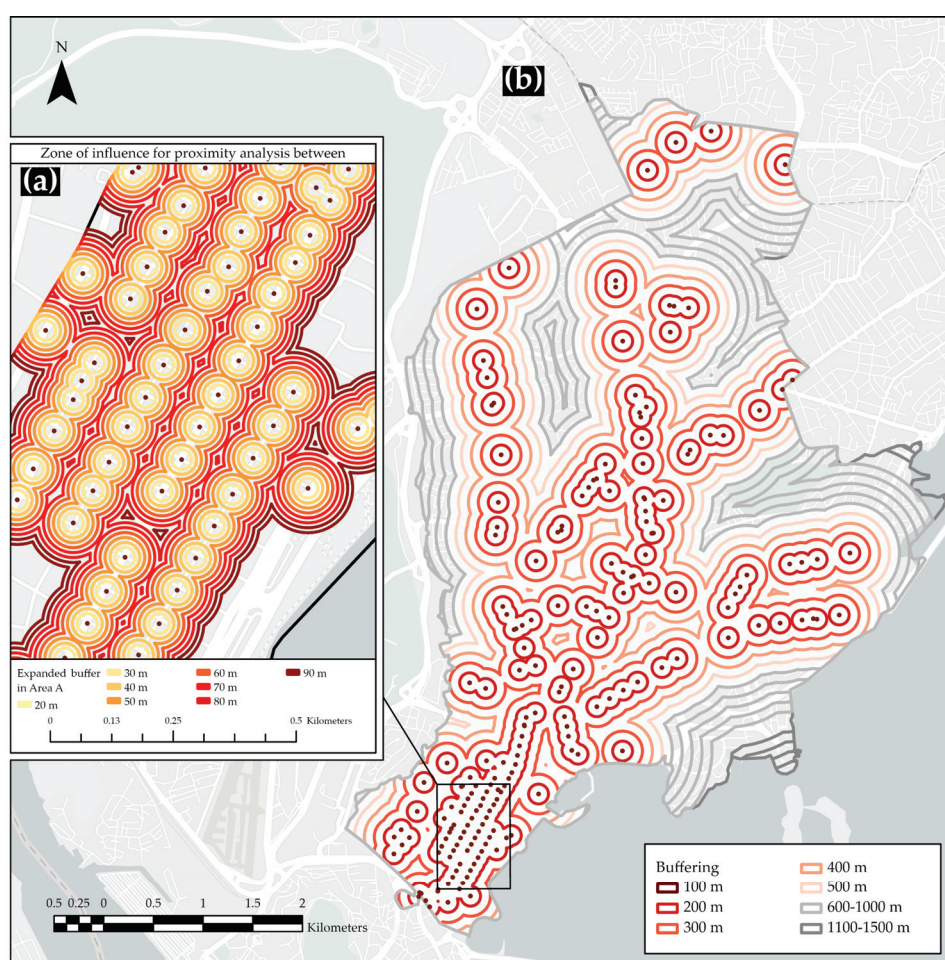 N
(b)
Zone of influence for proximity analysis between
(a)
Expanded buffer
in Area A
20 m
30 m
40 m
50 m
60 m
70 m
80 m
90 m
0 0.13 0.25 0.5 Kilometers
Buffering
100 m
200 m
300 m
400 m
500 m
600-1000 m
1100-1500 m
0.5 0.25 0 0.5 1 1.5 2
Kilometers